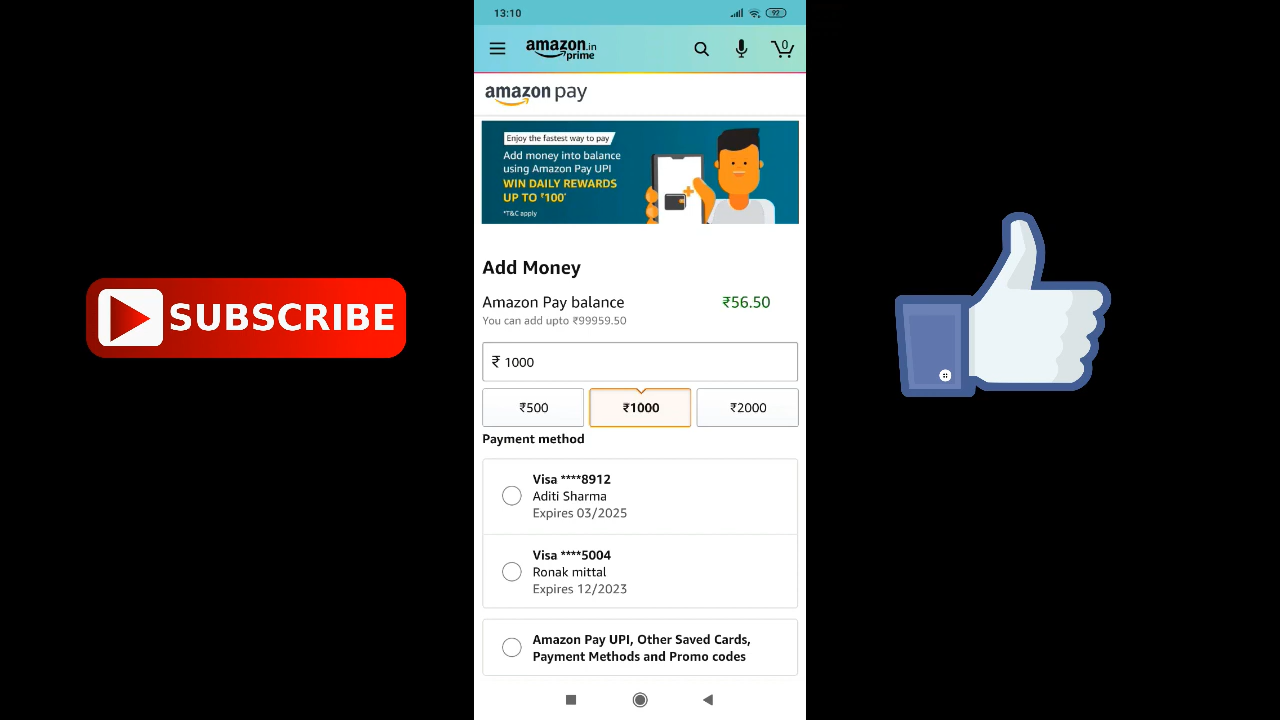 13:10
92
amazon.in
prime
0
amazon pay
Enjoy the fastest way to pay
Add money into balance
using Amazon Pay UPI
WIN DAILY REWARDS
UP TO ₹100*
*T&C apply
Add Money
Amazon Pay balance ₹56.50
You can add upto ₹99959.50
₹ 1000
₹500 ₹1000 ₹2000
Payment method
Visa ****8912
Aditi Sharma
Expires 03/2025
Visa ****5004
Ronak mittal
Expires 12/2023
Amazon Pay UPI, Other Saved Cards,
Payment Methods and Promo codes
SUBSCRIBE